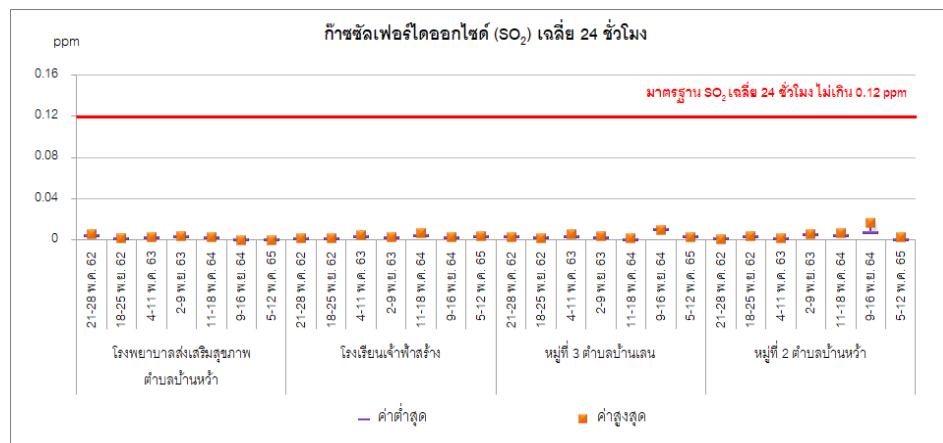 ก๊าซซัลเฟอร์ไดออกไซด์ (SO2) เฉลี่ย 24 ชั่วโมง
ppm
0.16
0.12
0.08
0.04
0
มาตรฐาน SO2 เฉลี่ย 24 ชั่วโมง ไม่เกิน 0.12 ppm
21-28 พ.ค. 62
18-25 พ.ย. 62
4-11 พ.ค. 63
2-9 พ.ย. 63
11-18 พ.ค. 64
9-16 พ.ย. 64
5-12 พ.ค. 65
21-28 พ.ค. 62
18-25 พ.ย. 62
4-11 พ.ค. 63
2-9 พ.ย. 63
11-18 พ.ค. 64
9-16 พ.ย. 64
5-12 พ.ค. 65
21-28 พ.ค. 62
18-25 พ.ย. 62
4-11 พ.ค. 63
2-9 พ.ย. 63
11-18 พ.ค. 64
9-16 พ.ย. 64
5-12 พ.ค. 65
21-28 พ.ค. 62
18-25 พ.ย. 62
4-11 พ.ค. 63
2-9 พ.ย. 63
11-18 พ.ค. 64
9-16 พ.ย. 64
5-12 พ.ค. 65
โรงพยาบาลส่งเสริมสุขภาพ
ตำบลบ้านหว้า
โรงเรียนเจ้าฟ้าสร้าง
หมู่ที่ 3 ตำบลบ้านเลน
หมู่ที่ 2 ตำบลบ้านหว้า
ค่าต่ำสุด
ค่าสูงสุด